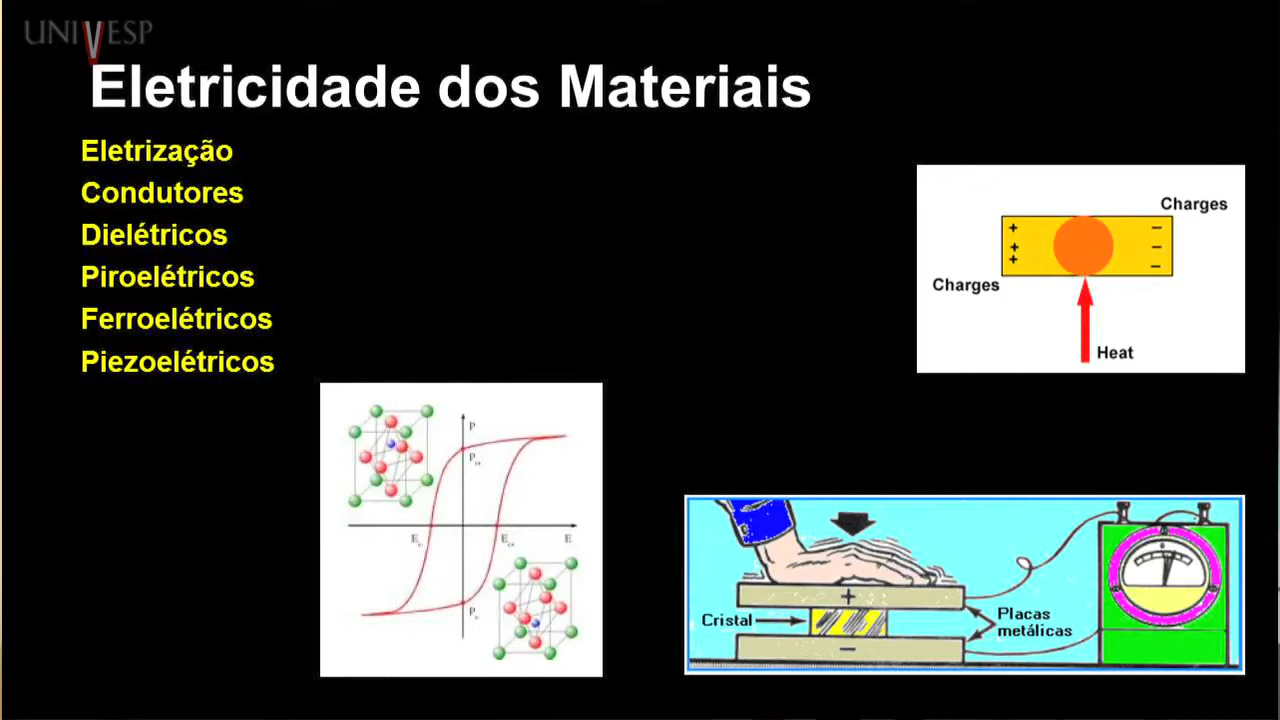 UNIVESP
Eletricidade dos Materiais
Eletrização
Condutores
Dielétricos
Piroelétricos
Ferroelétricos
Piezoelétricos
Charges
+ −
+ −
+ −
Charges
Heat
P
E
+
Cristal
Placas
metálicas
−